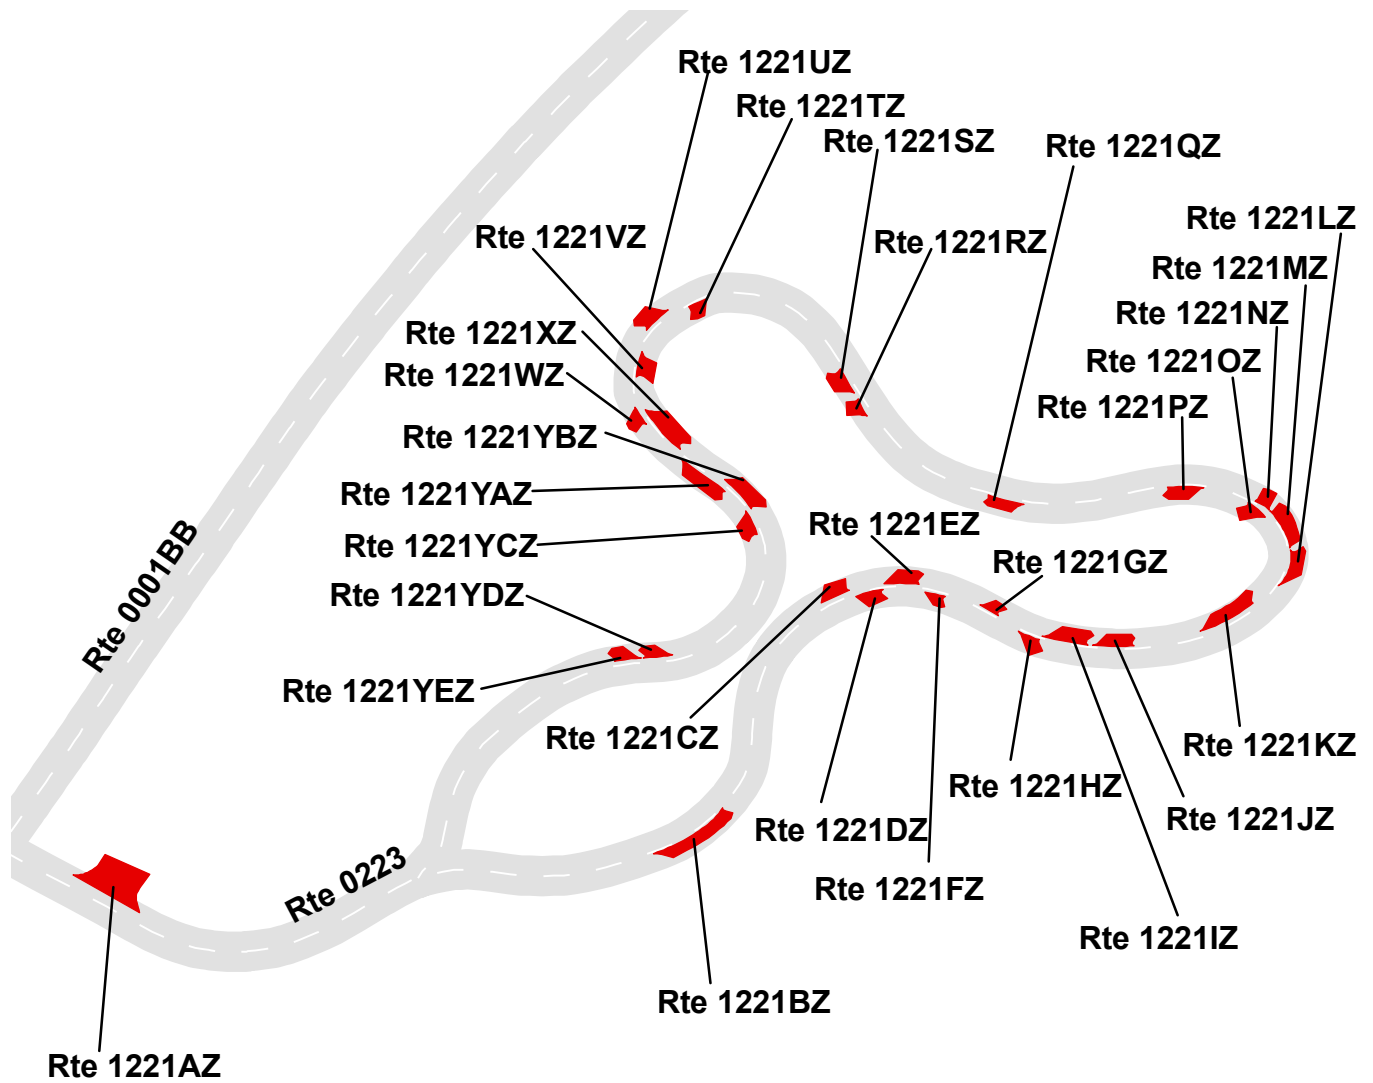 Rte 1221UZ
Rte 1221TZ
Rte 1221SZ
Rte 1221QZ
Rte 1221LZ
Rte 1221VZ
Rte 1221RZ
Rte 1221MZ
Rte 1221NZ
Rte 1221XZ
Rte 1221OZ
Rte 1221WZ
Rte 1221PZ
Rte 1221YBZ
Rte 1221YAZ
Rte 1221EZ
Rte 1221YCZ
Rte 1221GZ
Rte 0001BB
Rte 1221YDZ
Rte 1221YEZ
Rte 1221CZ
Rte 1221KZ
Rte 1221HZ
Rte 1221JZ
Rte 1221DZ
Rte 0223
Rte 1221FZ
Rte 1221IZ
Rte 1221BZ
Rte 1221AZ